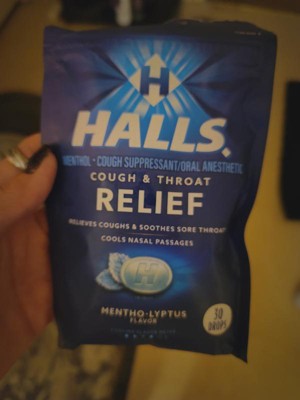 H
HALLS.
MENTHOL • COUGH SUPPRESSANT/ORAL ANESTHETIC
COUGH & THROAT
RELIEF
RELIEVES COUGHS & SOOTHES SORE THROAT
COOLS NASAL PASSAGES
H
MENTHO-LYPTUS
FLAVOR
30
DROPS